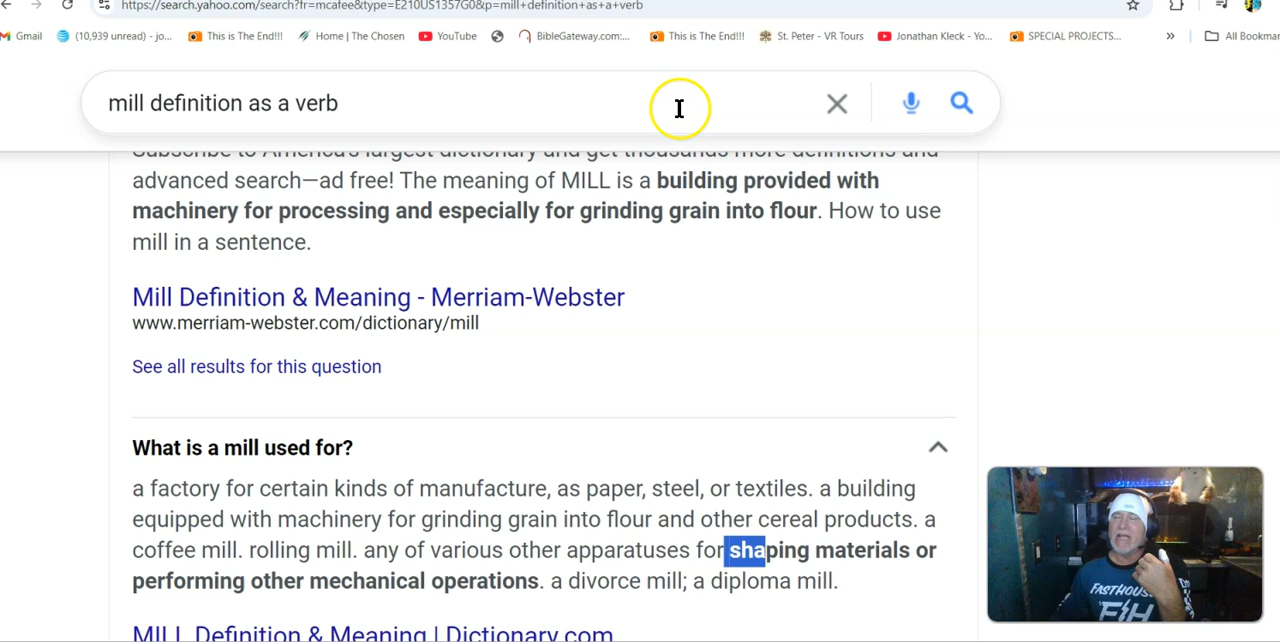 https://search.yahoo.com/search?fr=mcafee&type=E210US1357G0&p=mill+definition+as+a+verb
Gmail
(10,939 unread) - jo...
This is The End!!!
Home | The Chosen
YouTube
BibleGateway.com:...
This is The End!!!
St. Peter - VR Tours
Jonathan Kleck - Yo...
SPECIAL PROJECTS...
»
All Bookmar
mill definition as a verb
Subscribe to America's largest dictionary and get thousands more definitions and
advanced search—ad free! The meaning of MILL is a building provided with
machinery for processing and especially for grinding grain into flour. How to use
mill in a sentence.
Mill Definition & Meaning - Merriam-Webster
www.merriam-webster.com/dictionary/mill
See all results for this question
What is a mill used for?
a factory for certain kinds of manufacture, as paper, steel, or textiles. a building
equipped with machinery for grinding grain into flour and other cereal products. a
coffee mill. rolling mill. any of various other apparatuses for shaping materials or
performing other mechanical operations. a divorce mill; a diploma mill.
MILL Definition & Meaning | Dictionary.com
FASTHOUSE